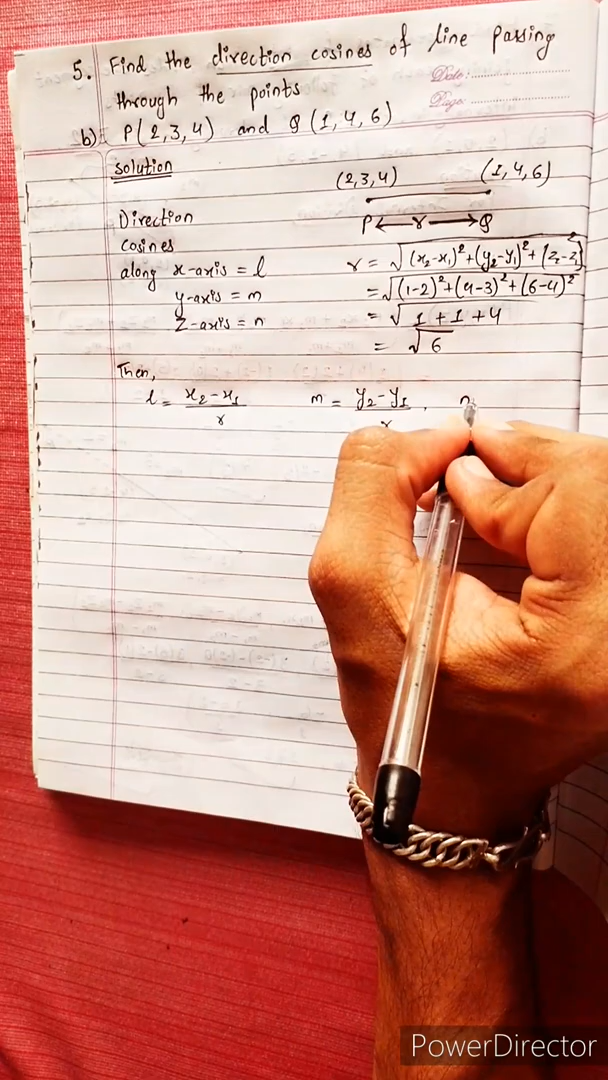 5. Find the direction cosines of line passing
Date:
through the points
Page:
b) P(2,3,4) and Q(1,4,6)
solution
(2,3,4) (1,4,6)
Direction P←r→Q
cosines
along x-axis = l r = √(x₂-x₁)²+(y₂-y₁)²+(z₂-z₁)
y-axis = m = √(1-2)²+(4-3)²+(6-4)²
z-axis = n = √1+1+4
= √6
Then,
l = x₂-x₁/r m = y₂-y₁/r , n
PowerDirector